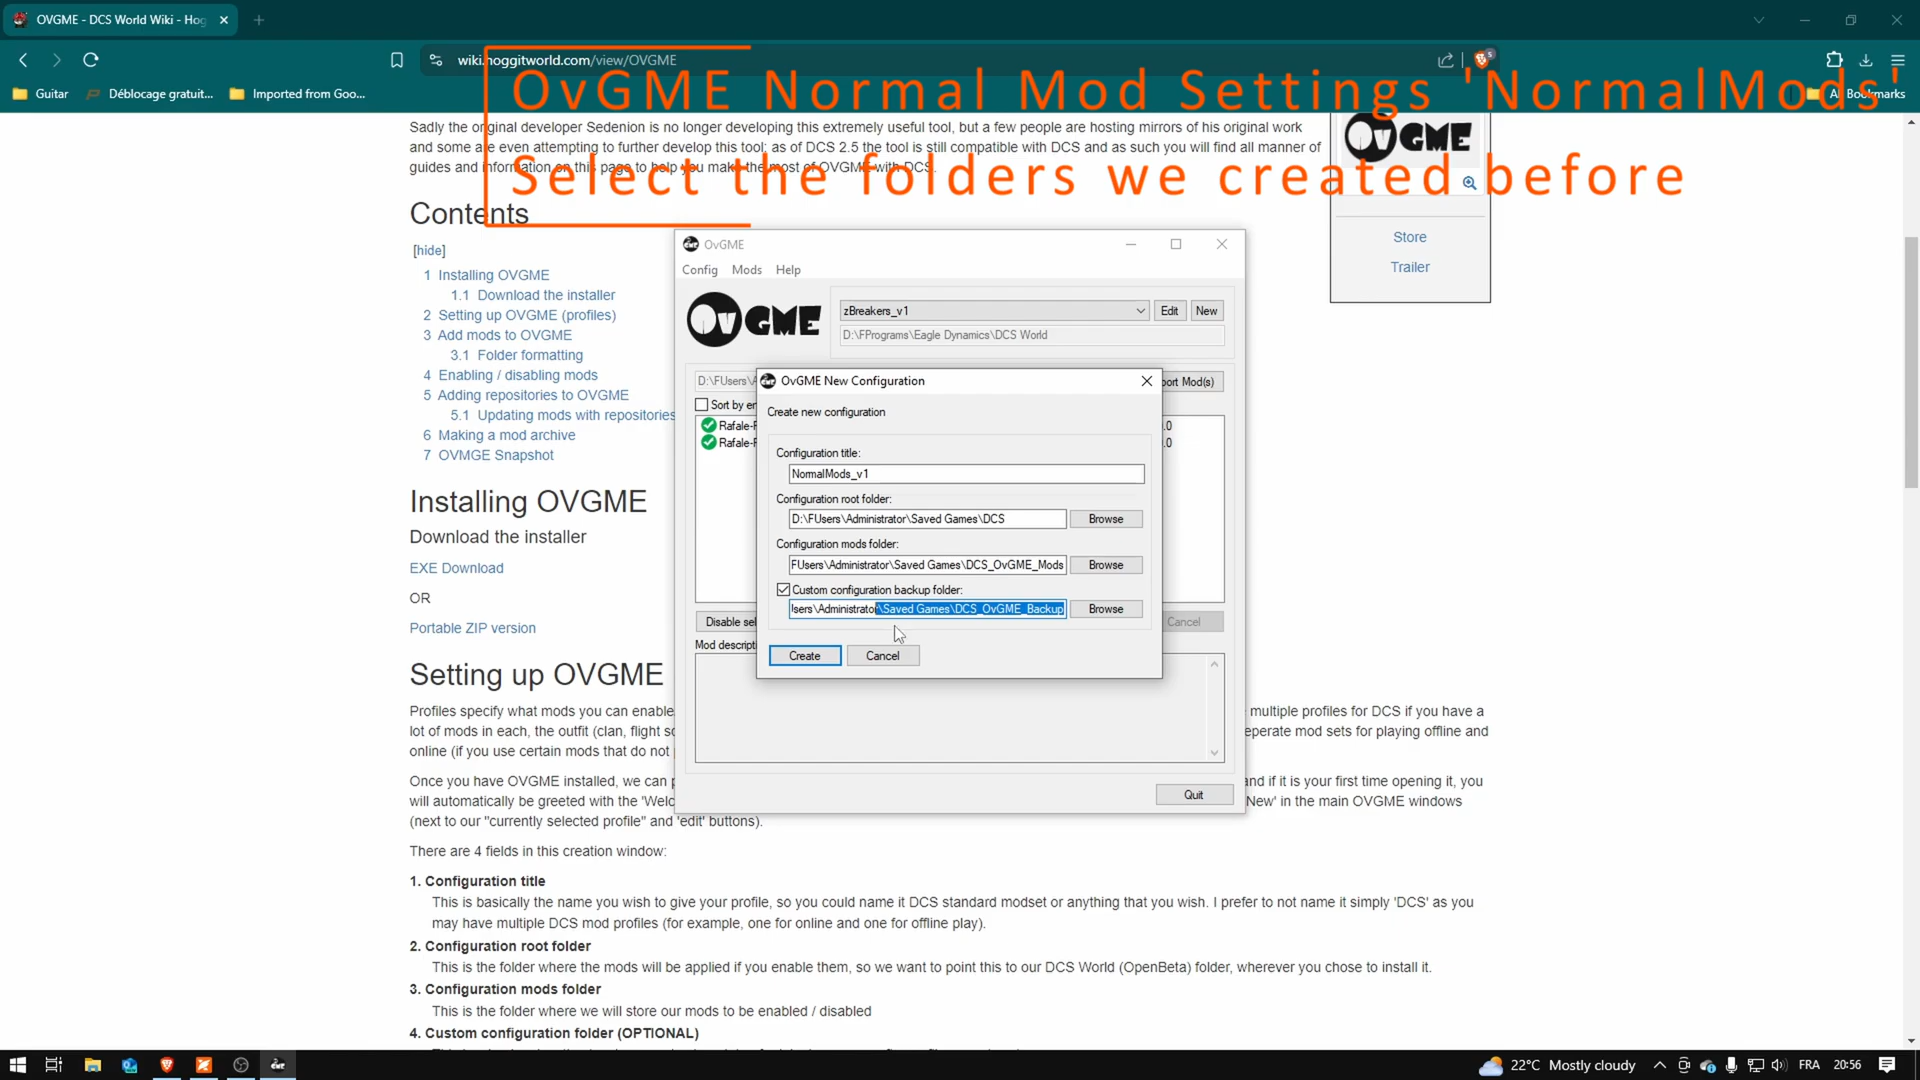 OVGME - DCS World Wiki - Hog
wiki.hoggitworld.com/view/OVGME
5
Guitar
Déblocage gratuit...
Imported from Goo...
All Bookmarks
OvGME Normal Mod Settings 'NormalMods'
Select the folders we created before
Sadly the original developer Sedenion is no longer developing this extremely useful tool, but a few people are hosting mirrors of his original work
and some are even attempting to further develop this tool: as of DCS 2.5 the tool is still compatible with DCS and as such you will find all manner of
guides and information on this page to help you make the most of OVGME with DCS.
OVGME
Store
Trailer
Contents
[hide]
1 Installing OVGME
1.1 Download the installer
2 Setting up OVGME (profiles)
3 Add mods to OVGME
3.1 Folder formatting
4 Enabling / disabling mods
5 Adding repositories to OVGME
5.1 Updating mods with repositories
6 Making a mod archive
7 OVMGE Snapshot
Installing OVGME
Download the installer
EXE Download
OR
Portable ZIP version
Setting up OVGME
Profiles specify what mods you can enable
multiple profiles for DCS if you have a
lot of mods in each, the outfit (clan, flight s
eperate mod sets for playing offline and
online (if you use certain mods that do not
Once you have OVGME installed, we can
and if it is your first time opening it, you
will automatically be greeted with the 'Welc
New' in the main OVGME windows
(next to our "currently selected profile" and 'edit' buttons).
There are 4 fields in this creation window:
1. Configuration title
This is basically the name you wish to give your profile, so you could name it DCS standard modset or anything that you wish. I prefer to not name it simply 'DCS' as you
may have multiple DCS mod profiles (for example, one for online and one for offline play).
2. Configuration root folder
This is the folder where the mods will be applied if you enable them, so we want to point this to our DCS World (OpenBeta) folder, wherever you chose to install it.
3. Configuration mods folder
This is the folder where we will store our mods to be enabled / disabled
4. Custom configuration folder (OPTIONAL)
OvGME
Config Mods Help
OVGME
zBreakers_v1
Edit
New
D:\FPrograms\Eagle Dynamics\DCS World
D:\FUsers\A
port Mod(s)
Sort by en
Rafale-F
.0
Rafale-F
.0
Disable sel
Cancel
Mod descripti
Quit
OvGME New Configuration
Create new configuration
Configuration title:
NormalMods_v1
Configuration root folder:
D:\FUsers\Administrator\Saved Games\DCS
Browse
Configuration mods folder:
FUsers\Administrator\Saved Games\DCS_OvGME_Mods
Browse
Custom configuration backup folder:
sers\Administrator\Saved Games\DCS_OvGME_Backup
Browse
Create
Cancel
22°C Mostly cloudy
FRA
20:56